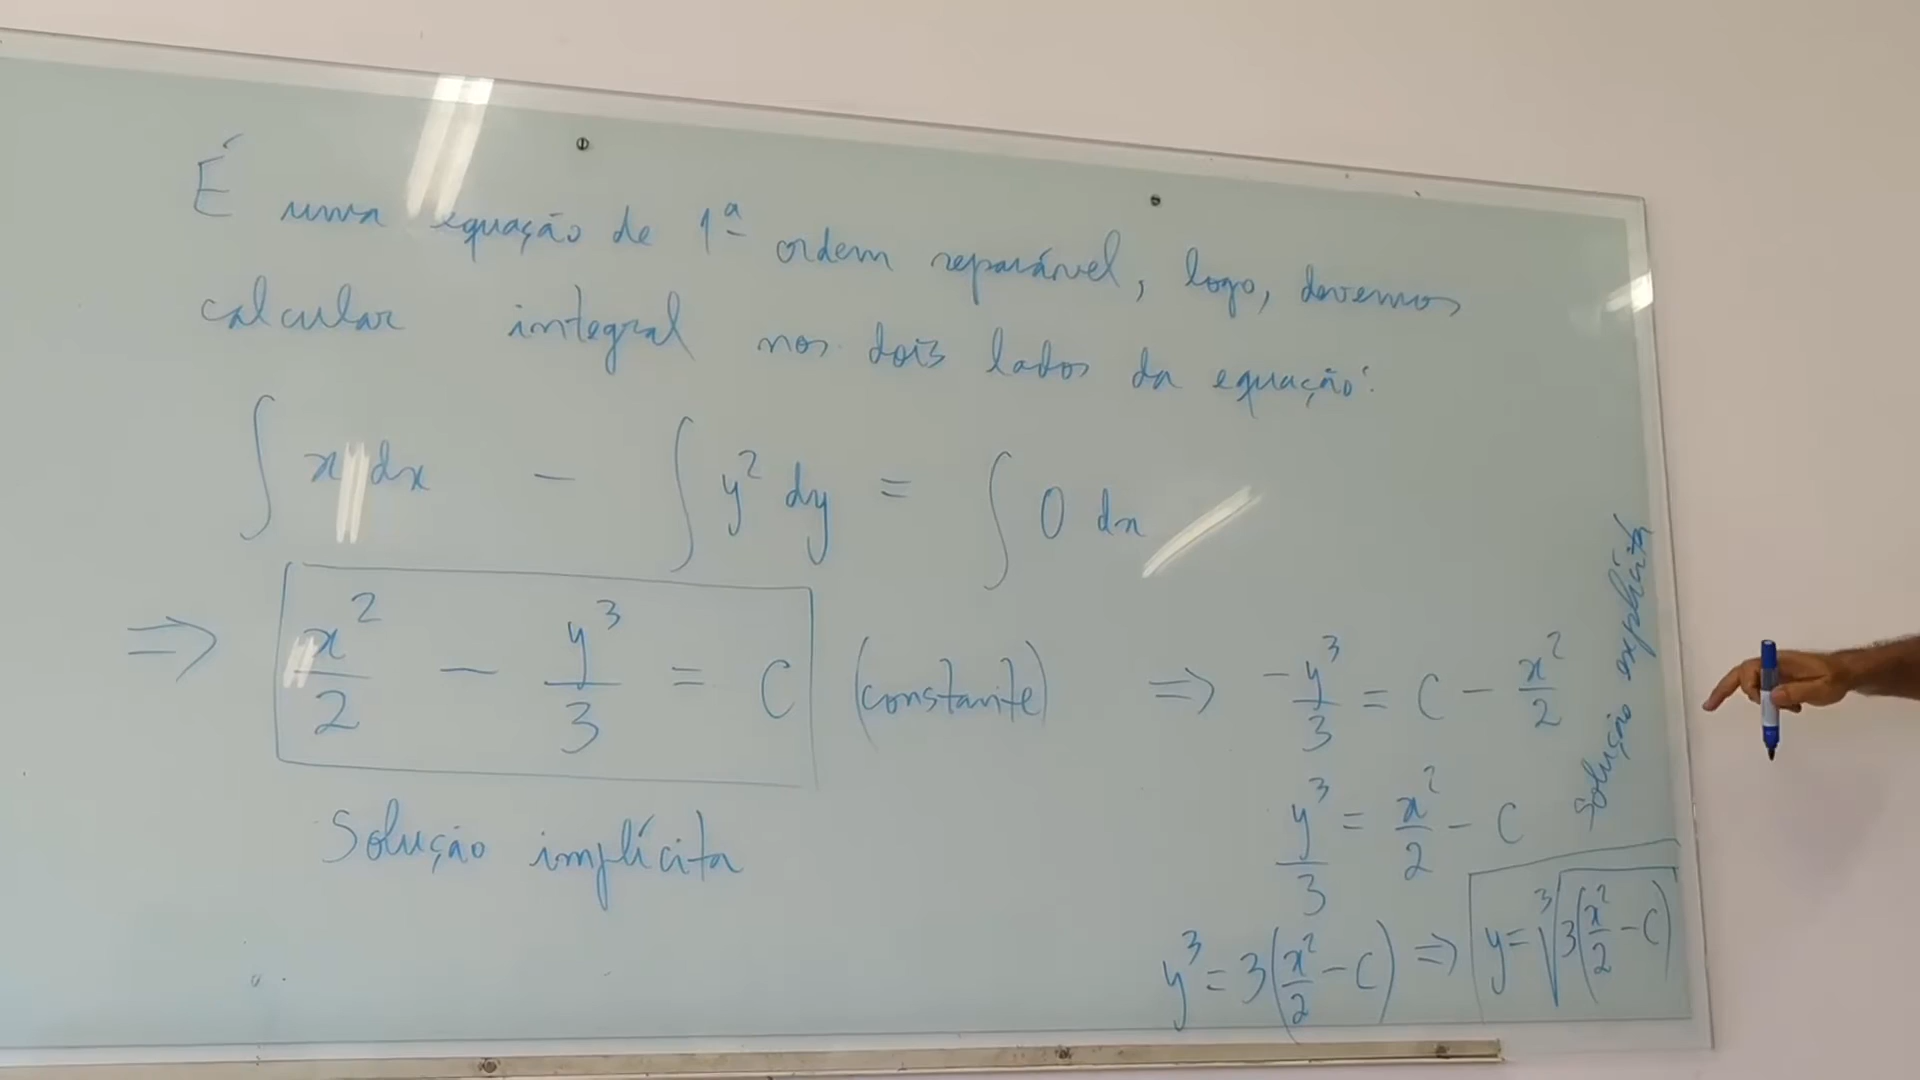 É uma equação de 1ª ordem separável, logo, devemos
calcular integral nos dois lados da equação:
∫ x dx - ∫ y² dy = ∫ 0 dx
⇒ x²/2 - y³/3 = C (constante) ⇒ -y³/3 = C - x²/2
Solução implícita
y³/3 = x²/2 - C
y³ = 3(x²/2 - C) ⇒ y = ∛(3(x²/2 - C))
Solução explícita